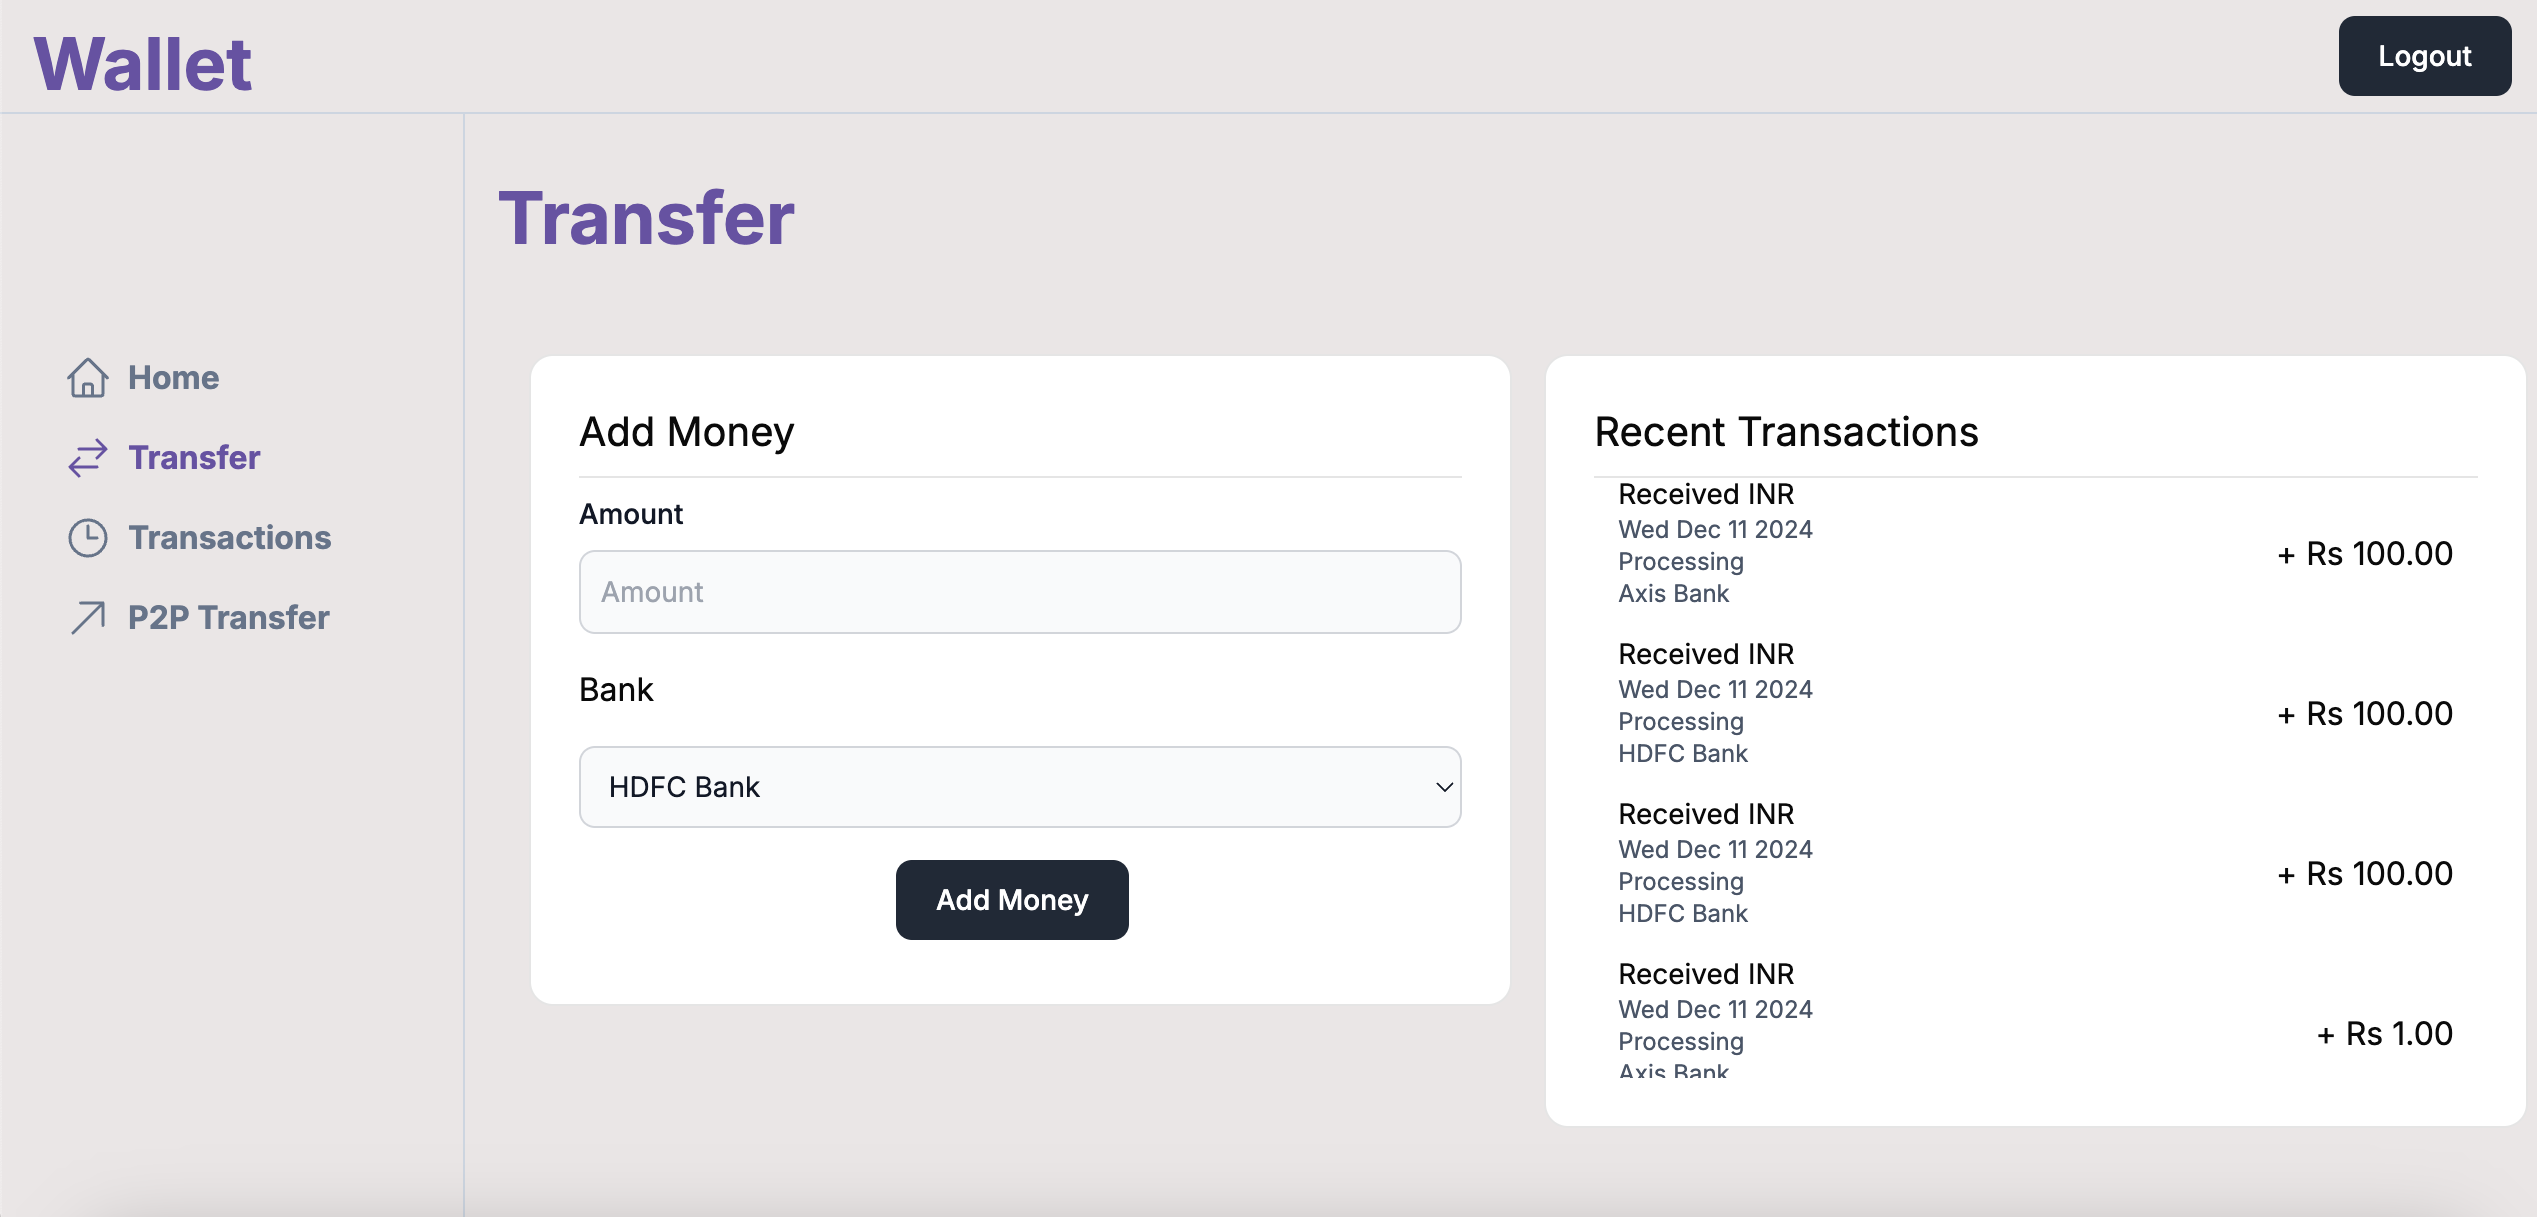 Wallet
Logout
Home
Transfer
Transactions
P2P Transfer
Transfer
Add Money
Amount
Amount
Bank
HDFC Bank
Add Money
Recent Transactions
Received INR
Wed Dec 11 2024
Processing
Axis Bank
+ Rs 100.00
Received INR
Wed Dec 11 2024
Processing
HDFC Bank
+ Rs 100.00
Received INR
Wed Dec 11 2024
Processing
HDFC Bank
+ Rs 100.00
Received INR
Wed Dec 11 2024
Processing
Axis Bank
+ Rs 1.00